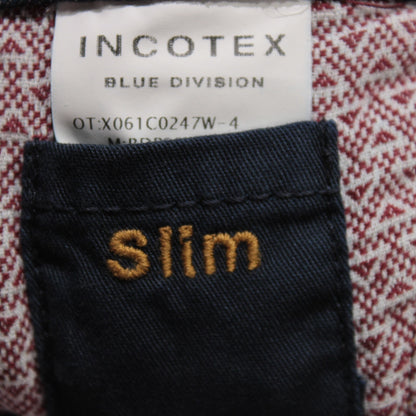 INCOTEX
BLUE DIVISION
OT:X061C0247W-4
Slim